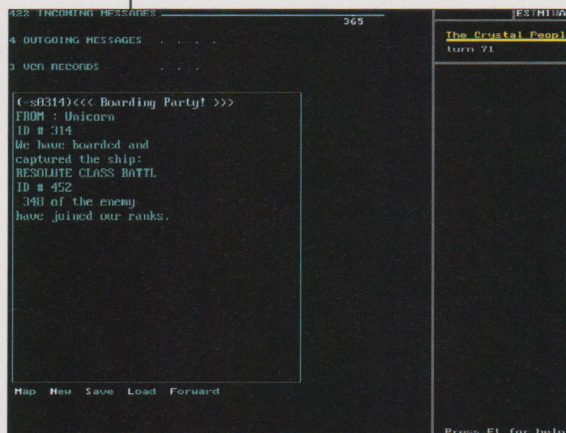 422 INCOMING MESSAGES
365
4 OUTGOING MESSAGES . . . .
3 VCR RECORDS . . .
(-s0314)<<< Boarding Party! >>>
FROM : Unicorn
ID # 314
We have boarded and
captured the ship:
RESOLUTE CLASS BATTL
ID # 452
348 of the enemy
have joined our ranks.
Map New Save Load Forward
The Crystal Peopl
turn 71
Press F1 for help